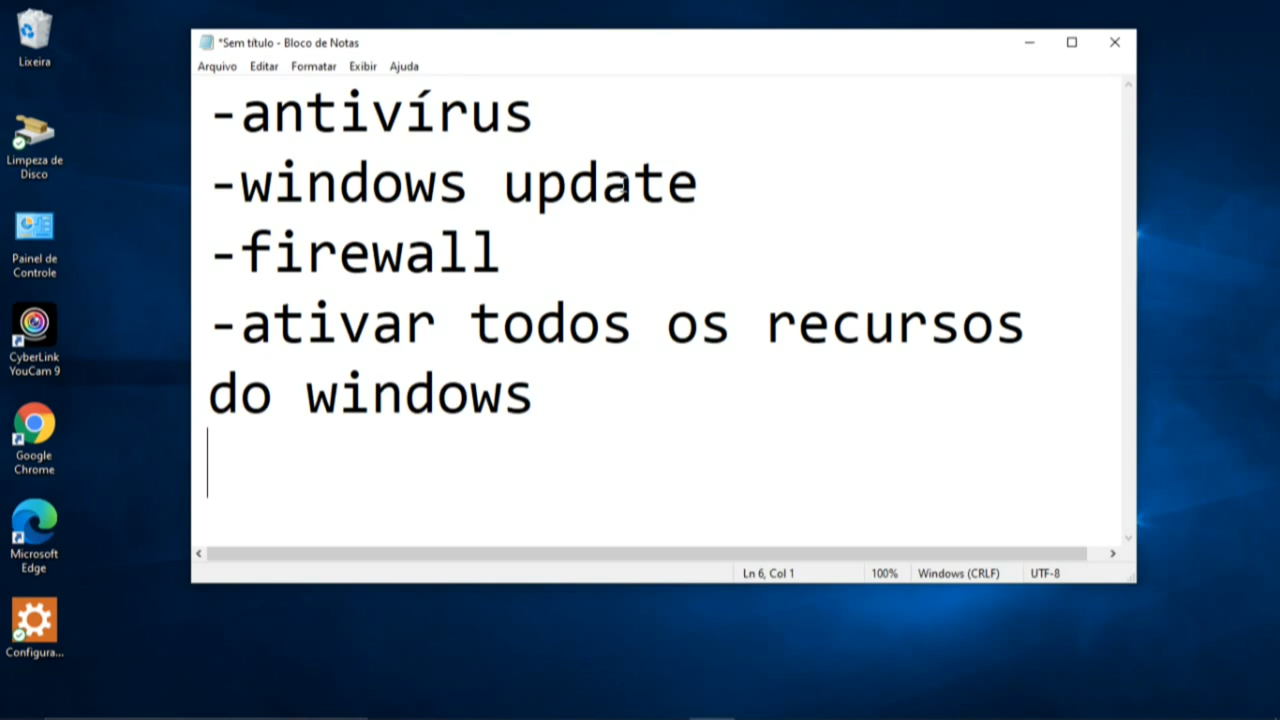 *Sem título - Bloco de Notas
Arquivo Editar Formatar Exibir Ajuda
-antivírus
-windows update
-firewall
-ativar todos os recursos
do windows
Ln 6, Col 1 100% Windows (CRLF) UTF-8
Lixeira
Limpeza de
Disco
Painel de
Controle
CyberLink
YouCam 9
Google
Chrome
Microsoft
Edge
Configura...